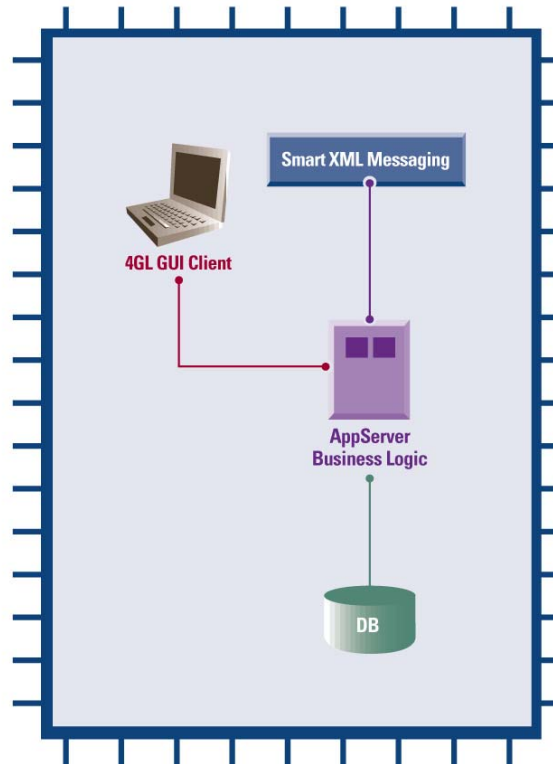 Smart XML Messaging
4GL GUI Client
AppServer
Business Logic
DB